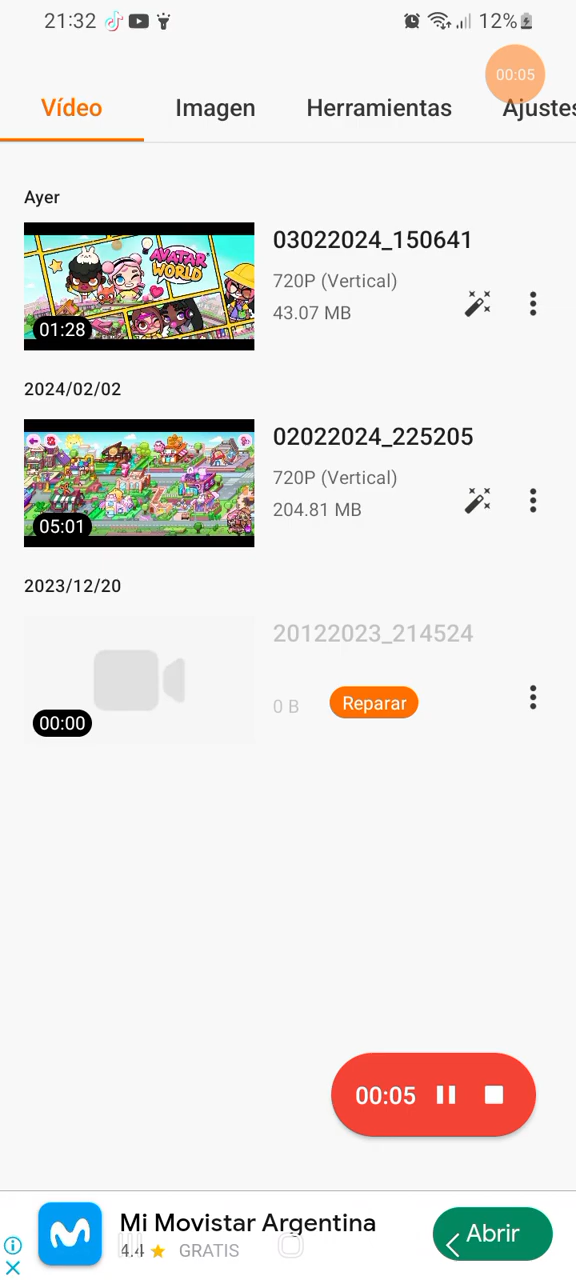 21:32
12%
00:05
Vídeo
Imagen
Herramientas
Ajustes
Ayer
AVATAR WORLD
01:28
03022024_150641
720P (Vertical)
43.07 MB
2024/02/02
05:01
02022024_225205
720P (Vertical)
204.81 MB
2023/12/20
00:00
20122023_214524
0 B
Reparar
00:05
Mi Movistar Argentina
4.4
GRATIS
Abrir